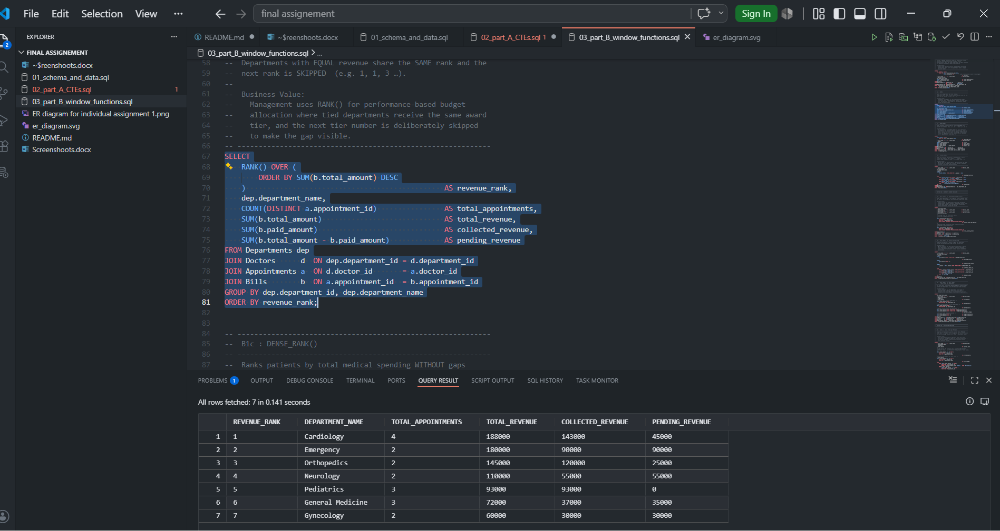 File Edit Selection View ··· final assignement Sign In
EXPLORER ···
2
FINAL ASSIGNEMENT
~$reenshoots.docx
01_schema_and_data.sql
02_part_A_CTEs.sql 1
03_part_B_window_functions.sql
ER diagram for individual assignment 1.png
er_diagram.svg
README.md
Screenshoots.docx
README.md ~$reenshoots.docx 01_schema_and_data.sql 02_part_A_CTEs.sql 1 03_part_B_window_functions.sql er_diagram.svg ···
03_part_B_window_functions.sql > ...
58 -- Departments with EQUAL revenue share the SAME rank and the
59 -- next rank is SKIPPED (e.g. 1, 1, 3 …).
60 --
61 -- Business Value:
62 -- Management uses RANK() for performance-based budget
63 -- allocation where tied departments receive the same award
64 -- tier, and the next tier number is deliberately skipped
65 -- to make the gap visible.
66 -- ------------------------------------------------------------
67 SELECT
68 RANK() OVER (
69 ORDER BY SUM(b.total_amount) DESC
70 ) AS revenue_rank,
71 dep.department_name,
72 COUNT(DISTINCT a.appointment_id) AS total_appointments,
73 SUM(b.total_amount) AS total_revenue,
74 SUM(b.paid_amount) AS collected_revenue,
75 SUM(b.total_amount - b.paid_amount) AS pending_revenue
76 FROM Departments dep
77 JOIN Doctors d ON dep.department_id = d.department_id
78 JOIN Appointments a ON d.doctor_id = a.doctor_id
79 JOIN Bills b ON a.appointment_id = b.appointment_id
80 GROUP BY dep.department_id, dep.department_name
81 ORDER BY revenue_rank;
82
83
84 -- ------------------------------------------------------------
85 -- B1c : DENSE_RANK()
86 -- ------------------------------------------------------------
87 -- Ranks patients by total medical spending WITHOUT gaps
PROBLEMS 1 OUTPUT DEBUG CONSOLE TERMINAL PORTS QUERY RESULT SCRIPT OUTPUT SQL HISTORY TASK MONITOR
All rows fetched: 7 in 0.141 seconds
REVENUE_RANK DEPARTMENT_NAME TOTAL_APPOINTMENTS TOTAL_REVENUE COLLECTED_REVENUE PENDING_REVENUE
1 1 Cardiology 4 188000 143000 45000
2 2 Emergency 2 180000 90000 90000
3 3 Orthopedics 2 145000 120000 25000
4 4 Neurology 2 110000 55000 55000
5 5 Pediatrics 3 93000 93000 0
6 6 General Medicine 3 72000 37000 35000
7 7 Gynecology 2 60000 30000 30000